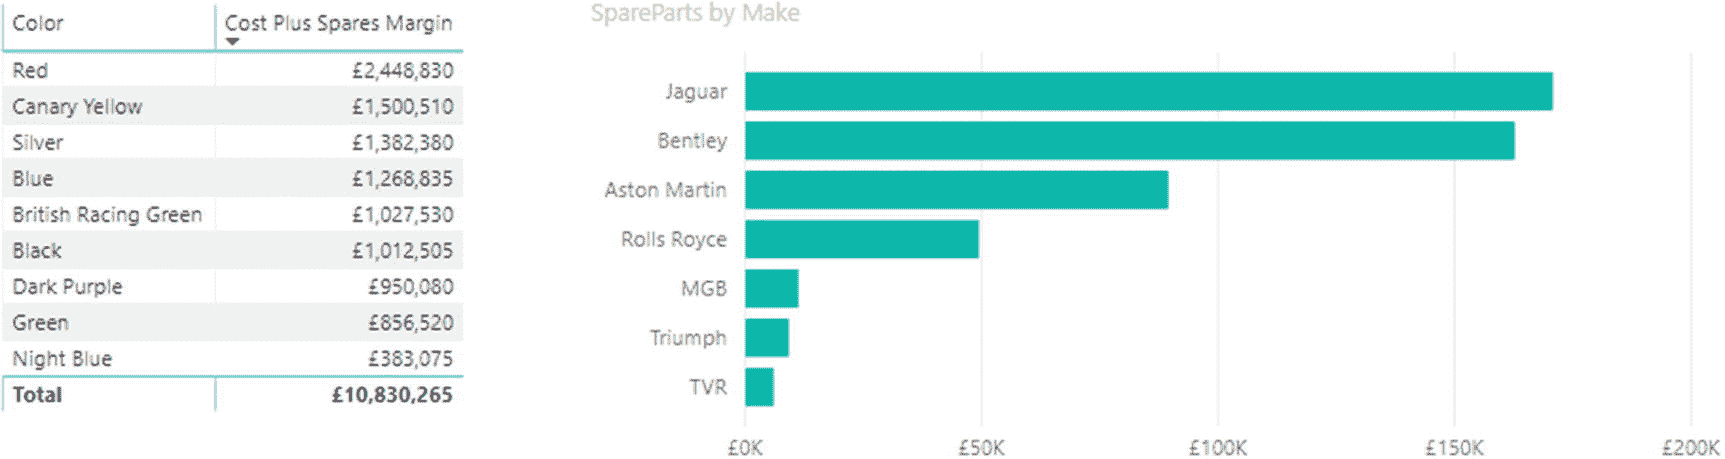 Color Cost Plus Spares Margin
Red £2,448,830
Canary Yellow £1,500,510
Silver £1,382,380
Blue £1,268,835
British Racing Green £1,027,530
Black £1,012,505
Dark Purple £950,080
Green £856,520
Night Blue £383,075
Total £10,830,265
SpareParts by Make
Jaguar
Bentley
Aston Martin
Rolls Royce
MGB
Triumph
TVR
£0K £50K £100K £150K £200K